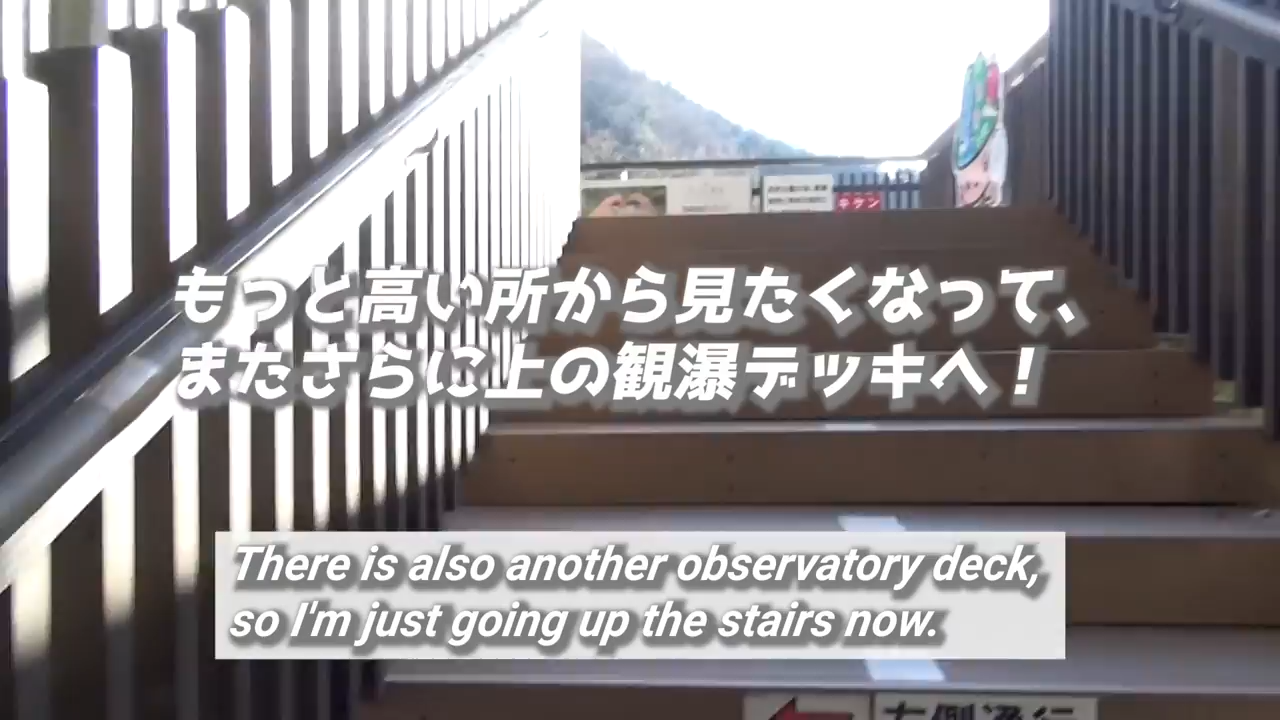 キケン
もっと高い所から見たくなって、
またさらに上の観瀑デッキへ！
There is also another observatory deck,
so I'm just going up the stairs now.